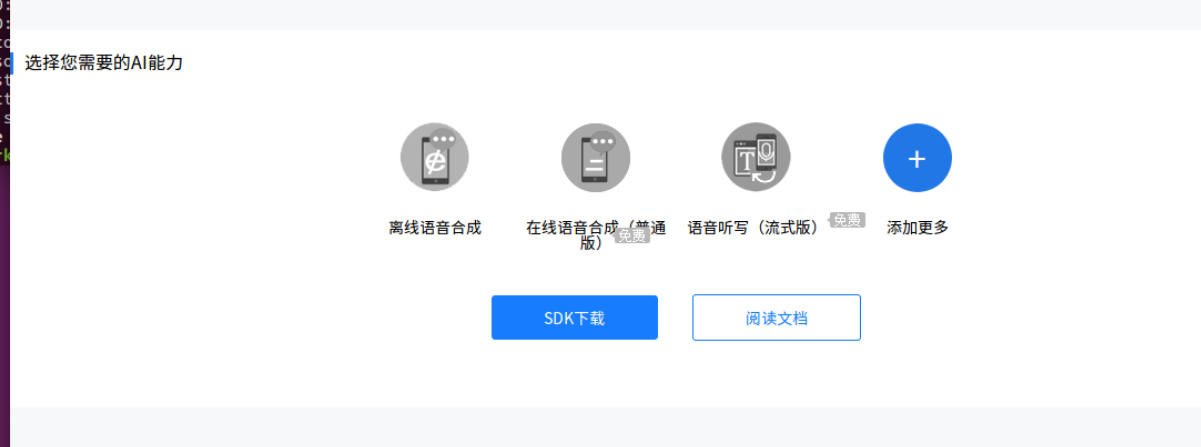 选择您需要的AI能力
离线语音合成
在线语音合成（普通
版）
免费
语音听写（流式版）
免费
添加更多
SDK下载
阅读文档